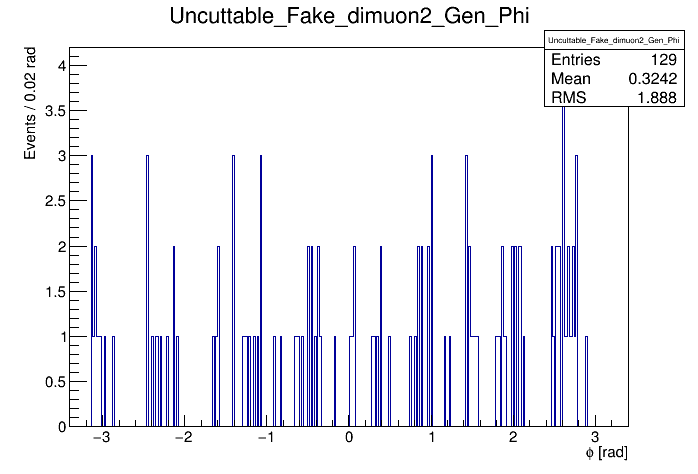 Uncuttable_Fake_dimuon2_Gen_Phi
Uncuttable_Fake_dimuon2_Gen_Phi
Entries 129
Mean 0.3242
RMS 1.888
Events / 0.02 rad
4
3.5
3
2.5
2
1.5
1
0.5
0
−3 −2 −1 0 1 2 3
ϕ [rad]